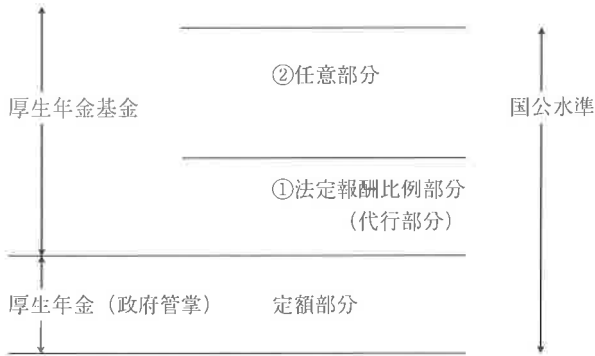 ②任意部分
厚生年金基金
国公水準
①法定報酬比例部分
（代行部分）
厚生年金（政府管掌）
定額部分